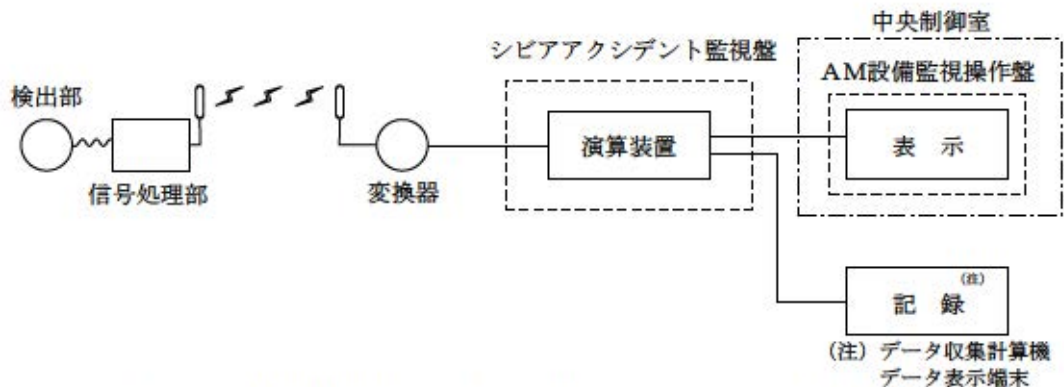 中央制御室
シビアアクシデント監視盤
AM設備監視操作盤
検出部
演算装置
表 示
信号処理部
変換器
記 録
(注)
(注) データ収集計算機
データ表示端末